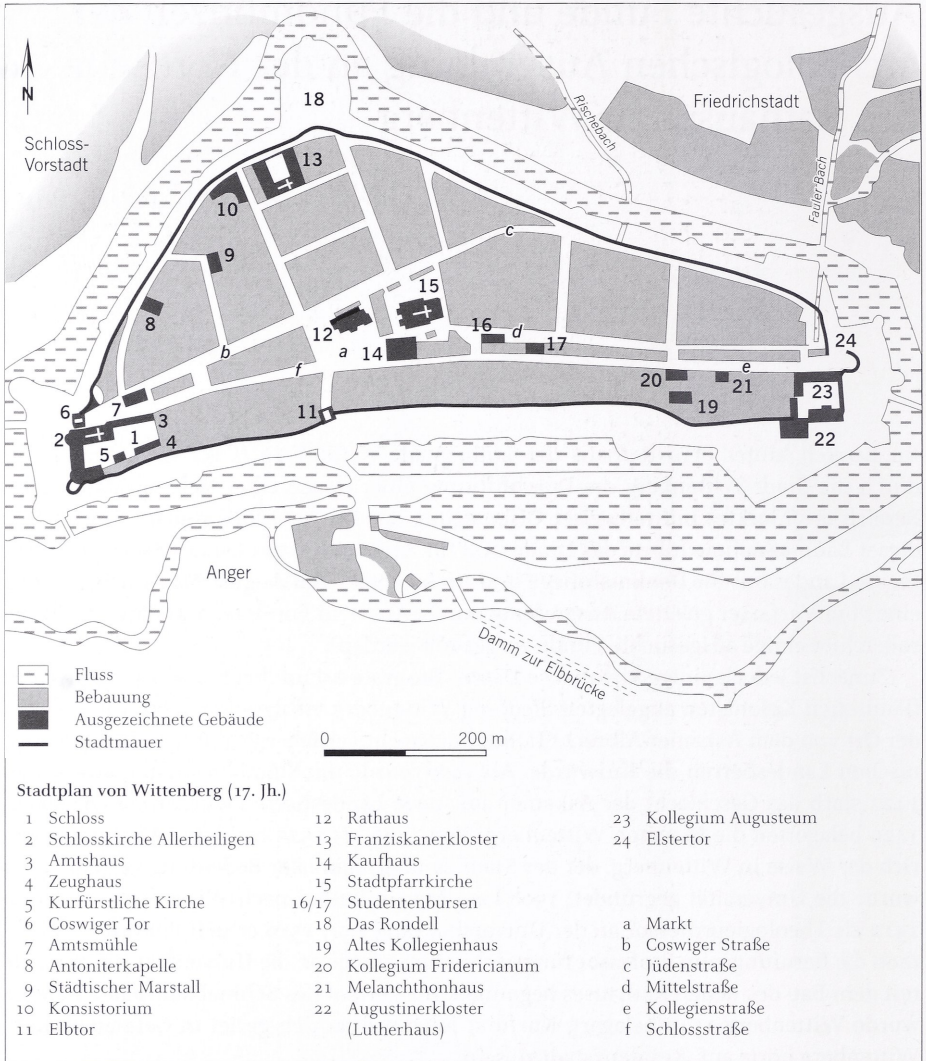 N
18
Friedrichstadt
Rischebach
Fauler Bach
Schloss-
Vorstadt
13
10
9
c
15
8
12
16
d
17
24
b
a
14
f
e
20
21
23
7
6
3
11
19
2
1
4
5
22
Anger
Damm zur Elbbrücke
Fluss
Bebauung
Ausgezeichnete Gebäude
Stadtmauer
0 200 m
Stadtplan von Wittenberg (17. Jh.)
1 Schloss
2 Schlosskirche Allerheiligen
3 Amtshaus
4 Zeughaus
5 Kurfürstliche Kirche
6 Coswiger Tor
7 Amtsmühle
8 Antoniterkapelle
9 Städtischer Marstall
10 Konsistorium
11 Elbtor
12 Rathaus
13 Franziskanerkloster
14 Kaufhaus
15 Stadtpfarrkirche
16/17 Studentenbursen
18 Das Rondell
19 Altes Kollegienhaus
20 Kollegium Fridericianum
21 Melanchthonhaus
22 Augustinerkloster
(Lutherhaus)
23 Kollegium Augusteum
24 Elstertor
a Markt
b Coswiger Straße
c Jüdenstraße
d Mittelstraße
e Kollegienstraße
f Schlossstraße